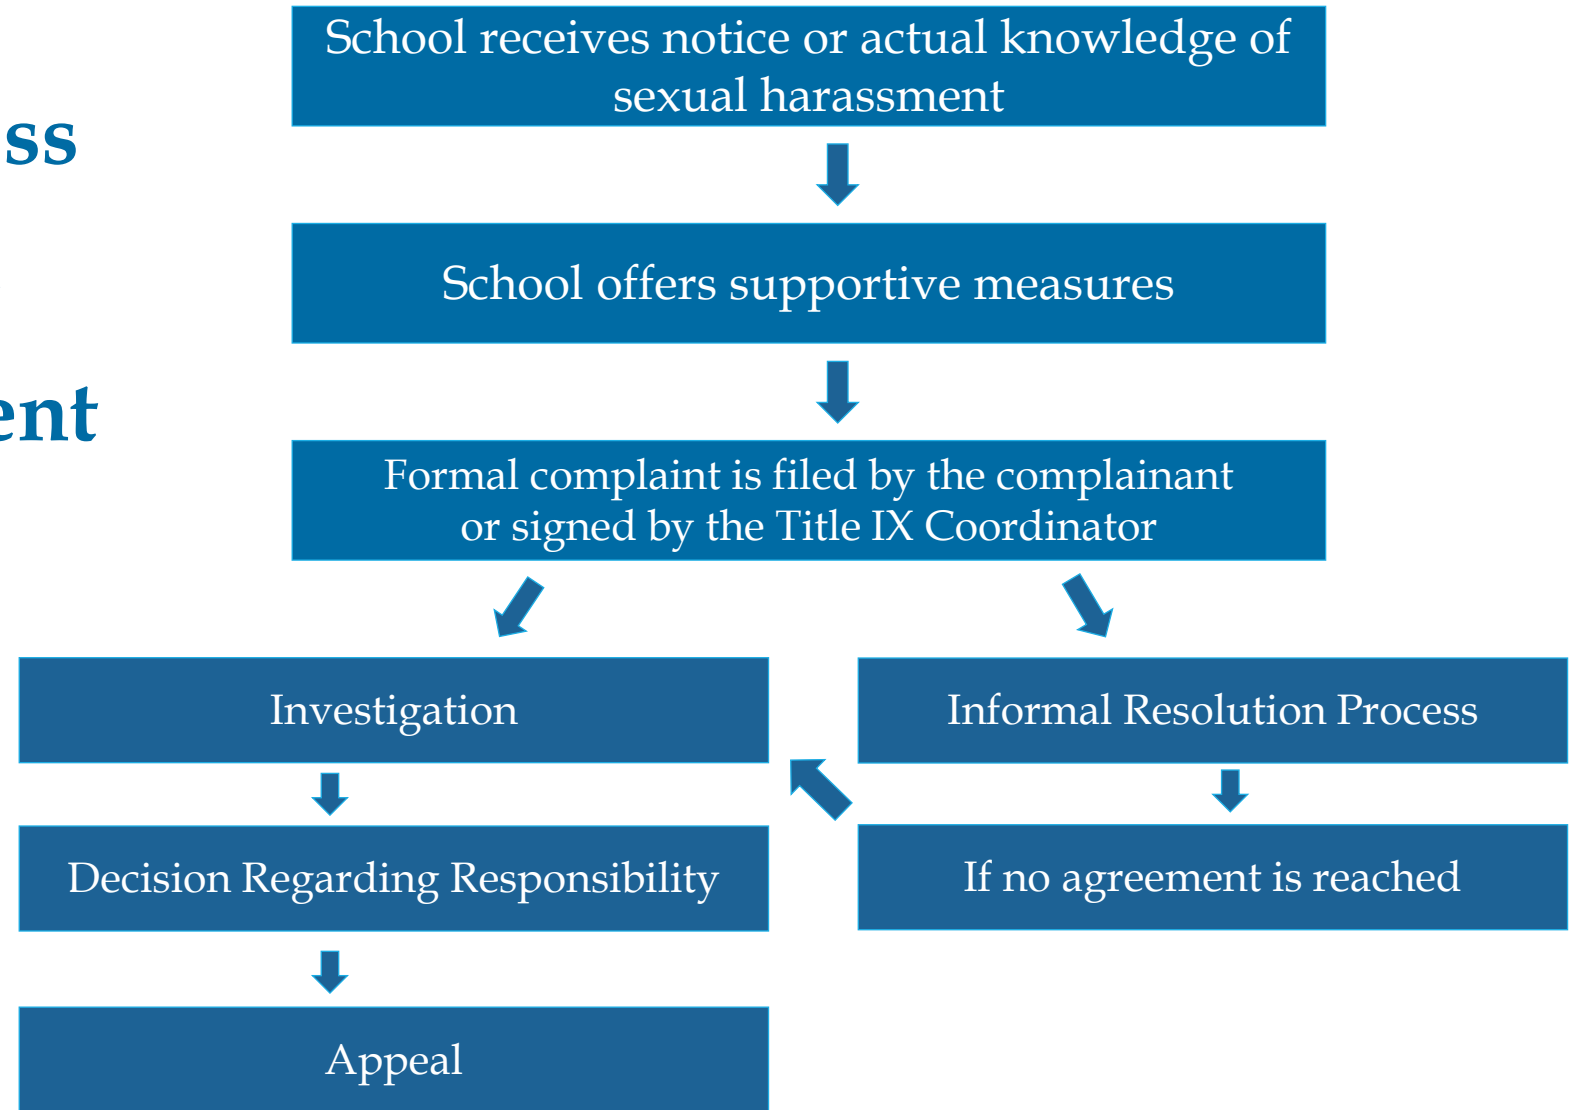 ss
ent
School receives notice or actual knowledge of
sexual harassment
School offers supportive measures
Formal complaint is filed by the complainant
or signed by the Title IX Coordinator
Investigation
Informal Resolution Process
Decision Regarding Responsibility
If no agreement is reached
Appeal